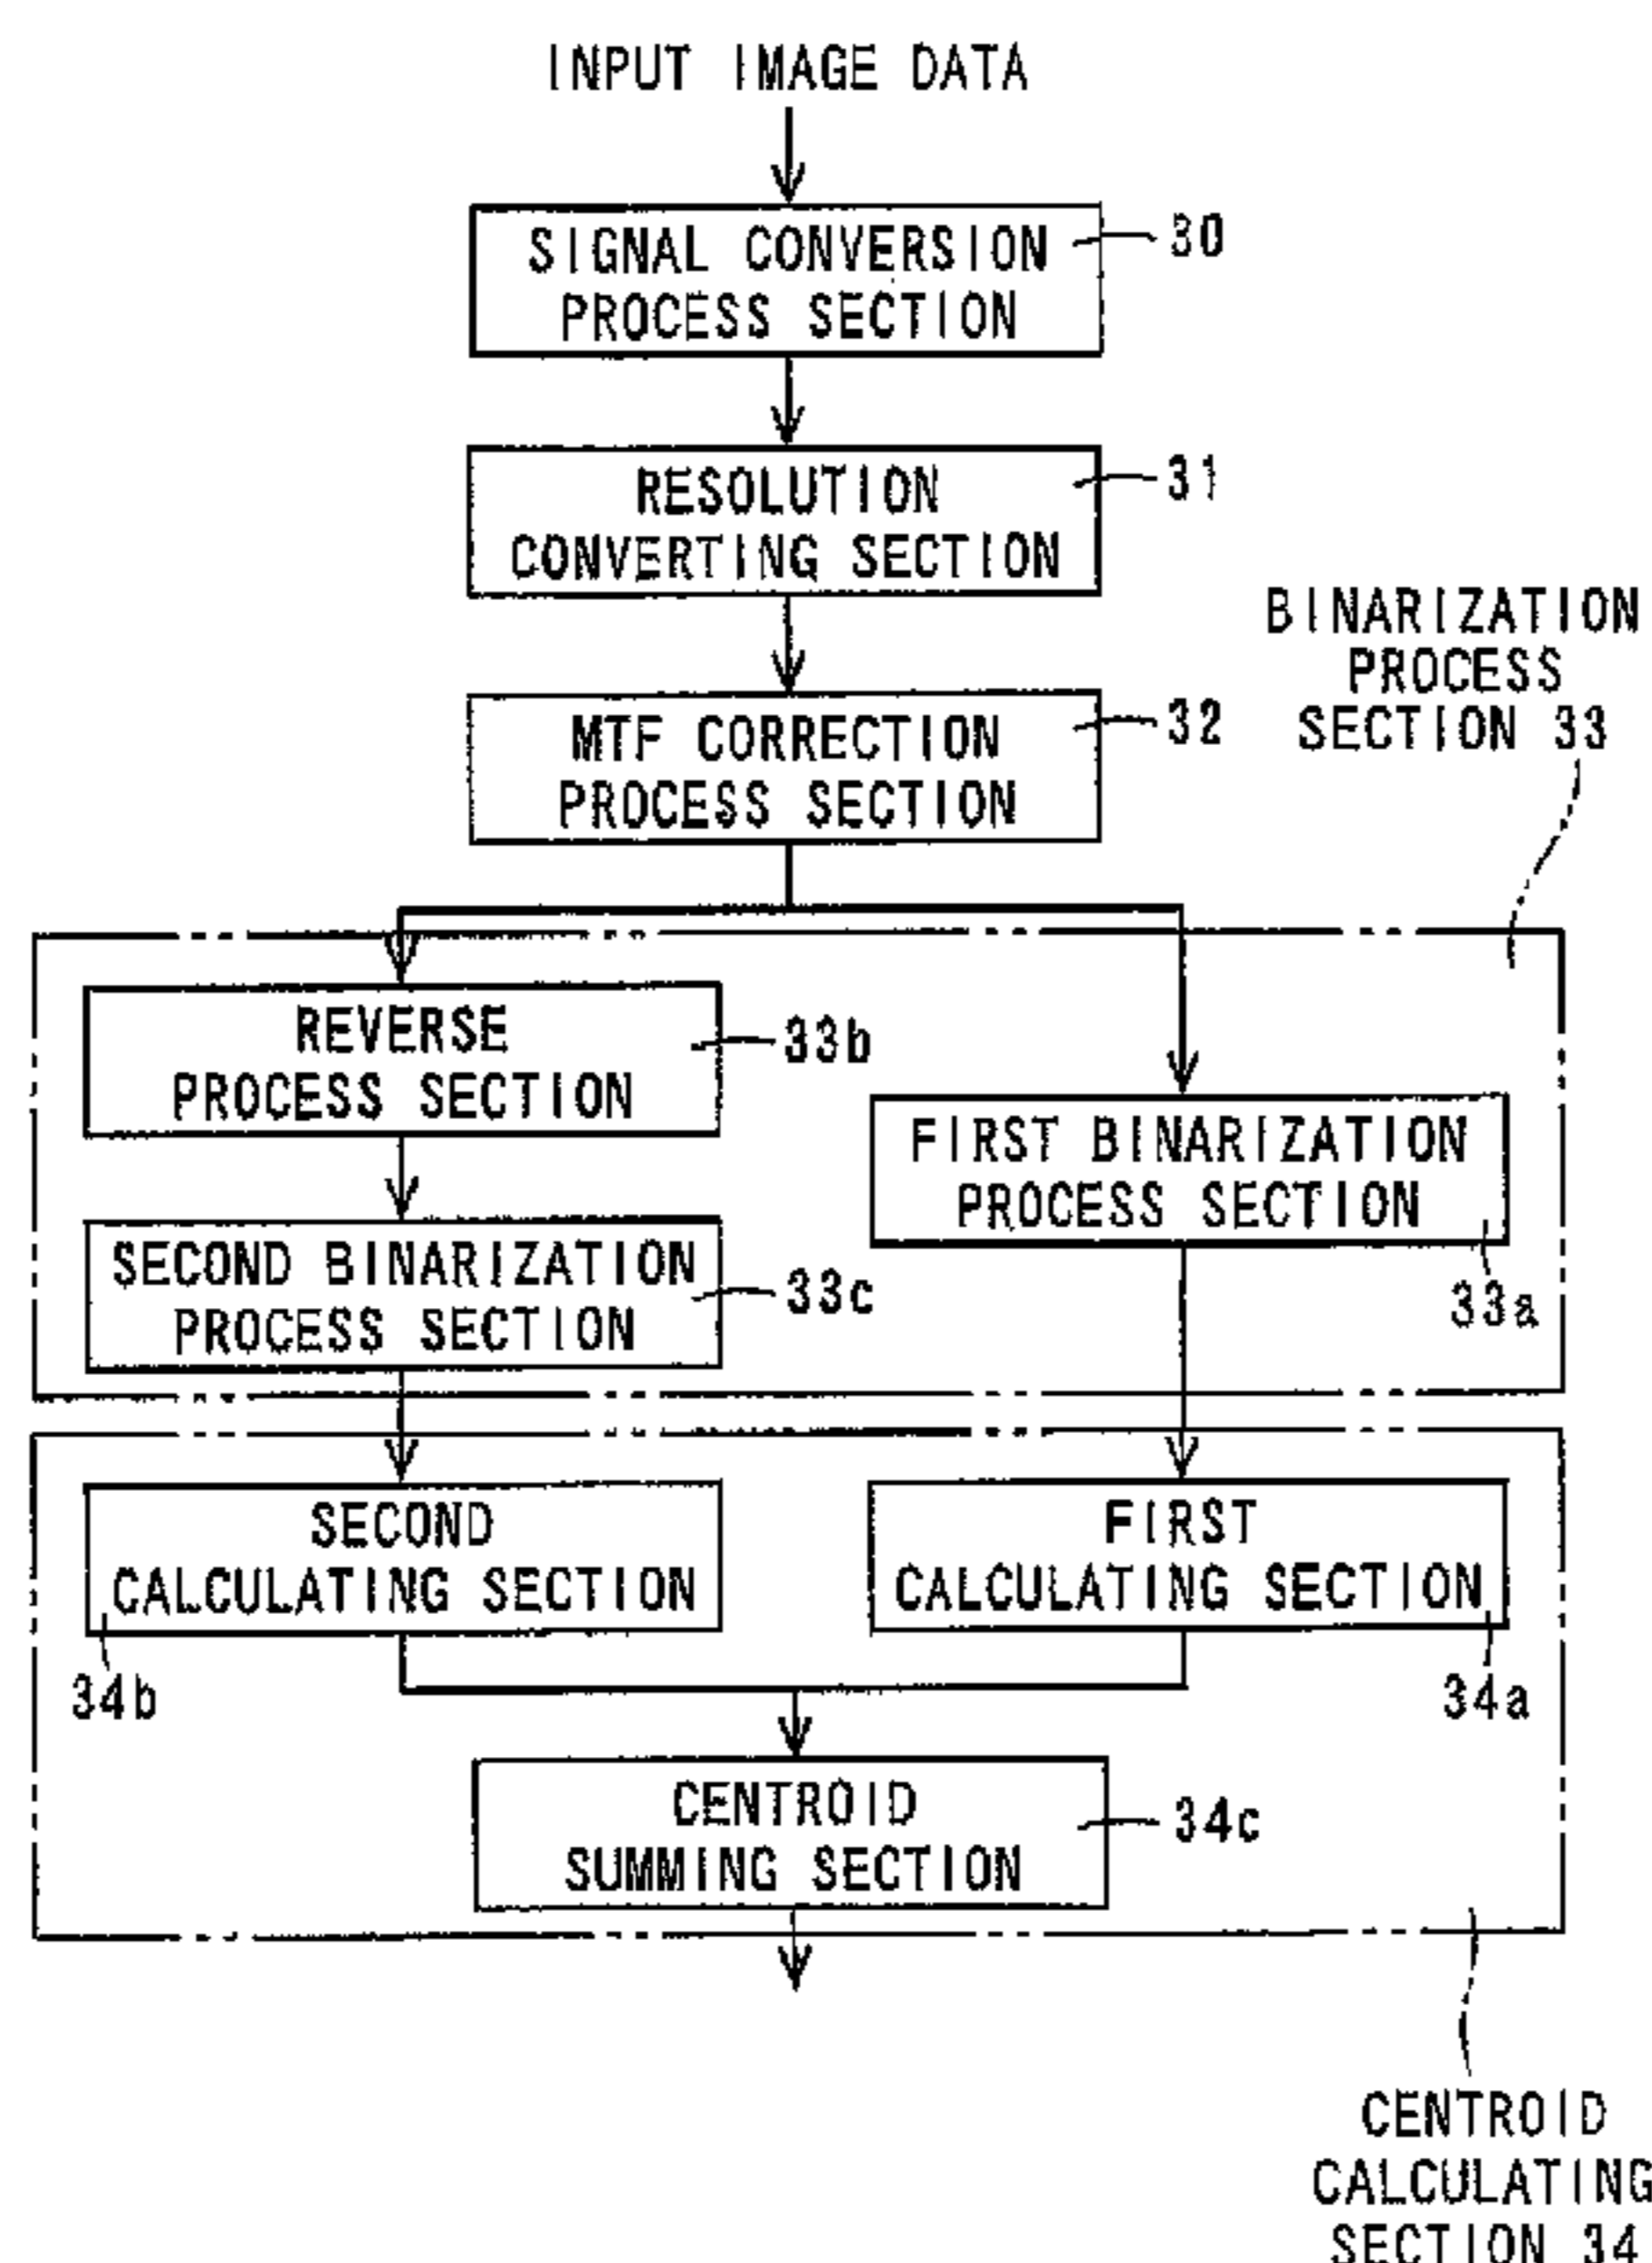 INPUT IMAGE DATA
SIGNAL CONVERSION
PROCESS SECTION
30
RESOLUTION
CONVERTING SECTION
31
BINARIZATION
PROCESS
SECTION 33
MTF CORRECTION
PROCESS SECTION
32
REVERSE
PROCESS SECTION
33b
FIRST BINARIZATION
PROCESS SECTION
33a
SECOND BINARIZATION
PROCESS SECTION
33c
SECOND
CALCULATING SECTION
34b
FIRST
CALCULATING SECTION
34a
CENTROID
SUMMING SECTION
34c
CENTROID
CALCULATING
SECTION 34